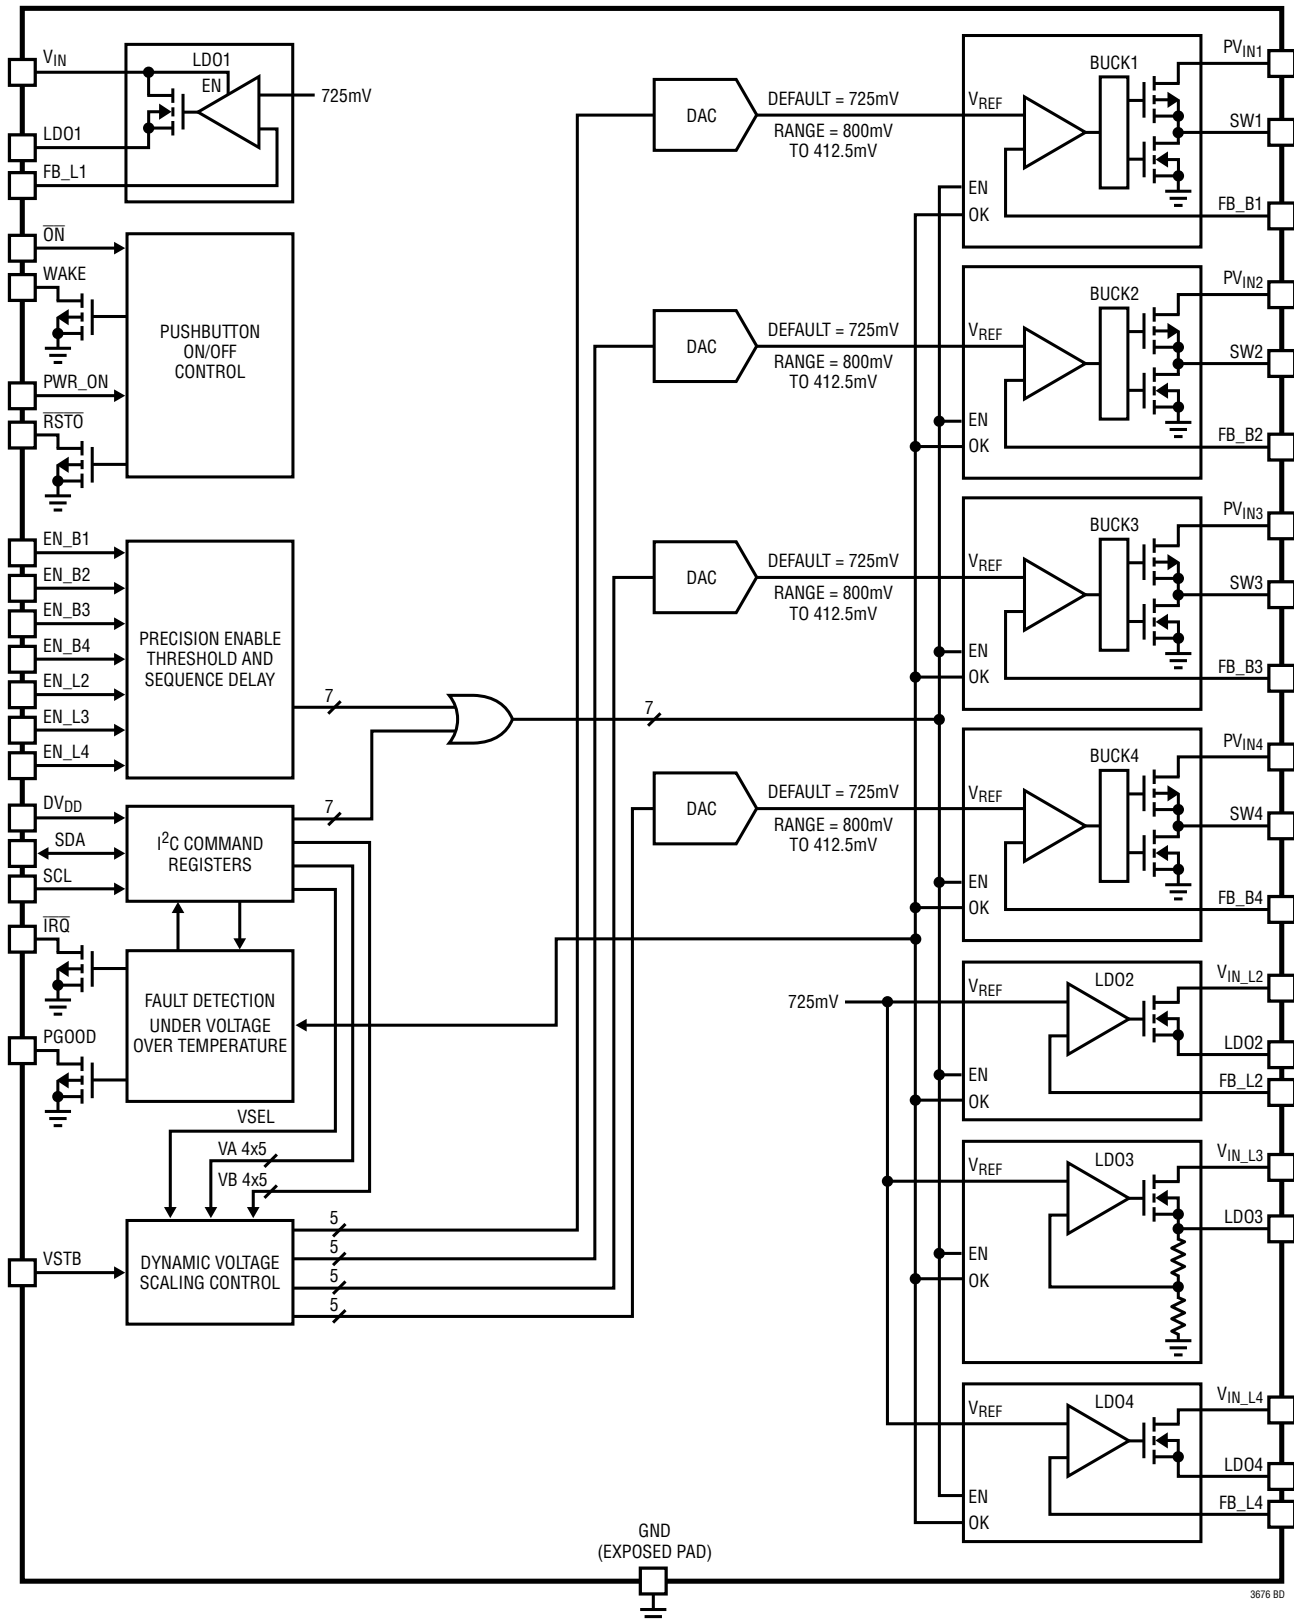 VIN
LDO1
EN
725mV
LDO1
FB_L1
ON
WAKE
PUSHBUTTON
ON/OFF
CONTROL
PWR_ON
RSTO
EN_B1
EN_B2
EN_B3
EN_B4
EN_L2
EN_L3
EN_L4
PRECISION ENABLE
THRESHOLD AND
SEQUENCE DELAY
7
7
7
DVDD
SDA
SCL
I2C COMMAND
REGISTERS
IRQ
PGOOD
FAULT DETECTION
UNDER VOLTAGE
OVER TEMPERATURE
VSEL
VA 4x5
VB 4x5
VSTB
DYNAMIC VOLTAGE
SCALING CONTROL
5
5
5
5
DAC
DEFAULT = 725mV
RANGE = 800mV
TO 412.5mV
VREF
BUCK1
EN
OK
PVIN1
SW1
FB_B1
DAC
DEFAULT = 725mV
RANGE = 800mV
TO 412.5mV
VREF
BUCK2
EN
OK
PVIN2
SW2
FB_B2
DAC
DEFAULT = 725mV
RANGE = 800mV
TO 412.5mV
VREF
BUCK3
EN
OK
PVIN3
SW3
FB_B3
DAC
DEFAULT = 725mV
RANGE = 800mV
TO 412.5mV
VREF
BUCK4
EN
OK
PVIN4
SW4
FB_B4
725mV
VREF
LDO2
EN
OK
VIN_L2
LDO2
FB_L2
VREF
LDO3
EN
OK
VIN_L3
LDO3
VREF
LDO4
EN
OK
VIN_L4
LDO4
FB_L4
GND
(EXPOSED PAD)
3676 BD